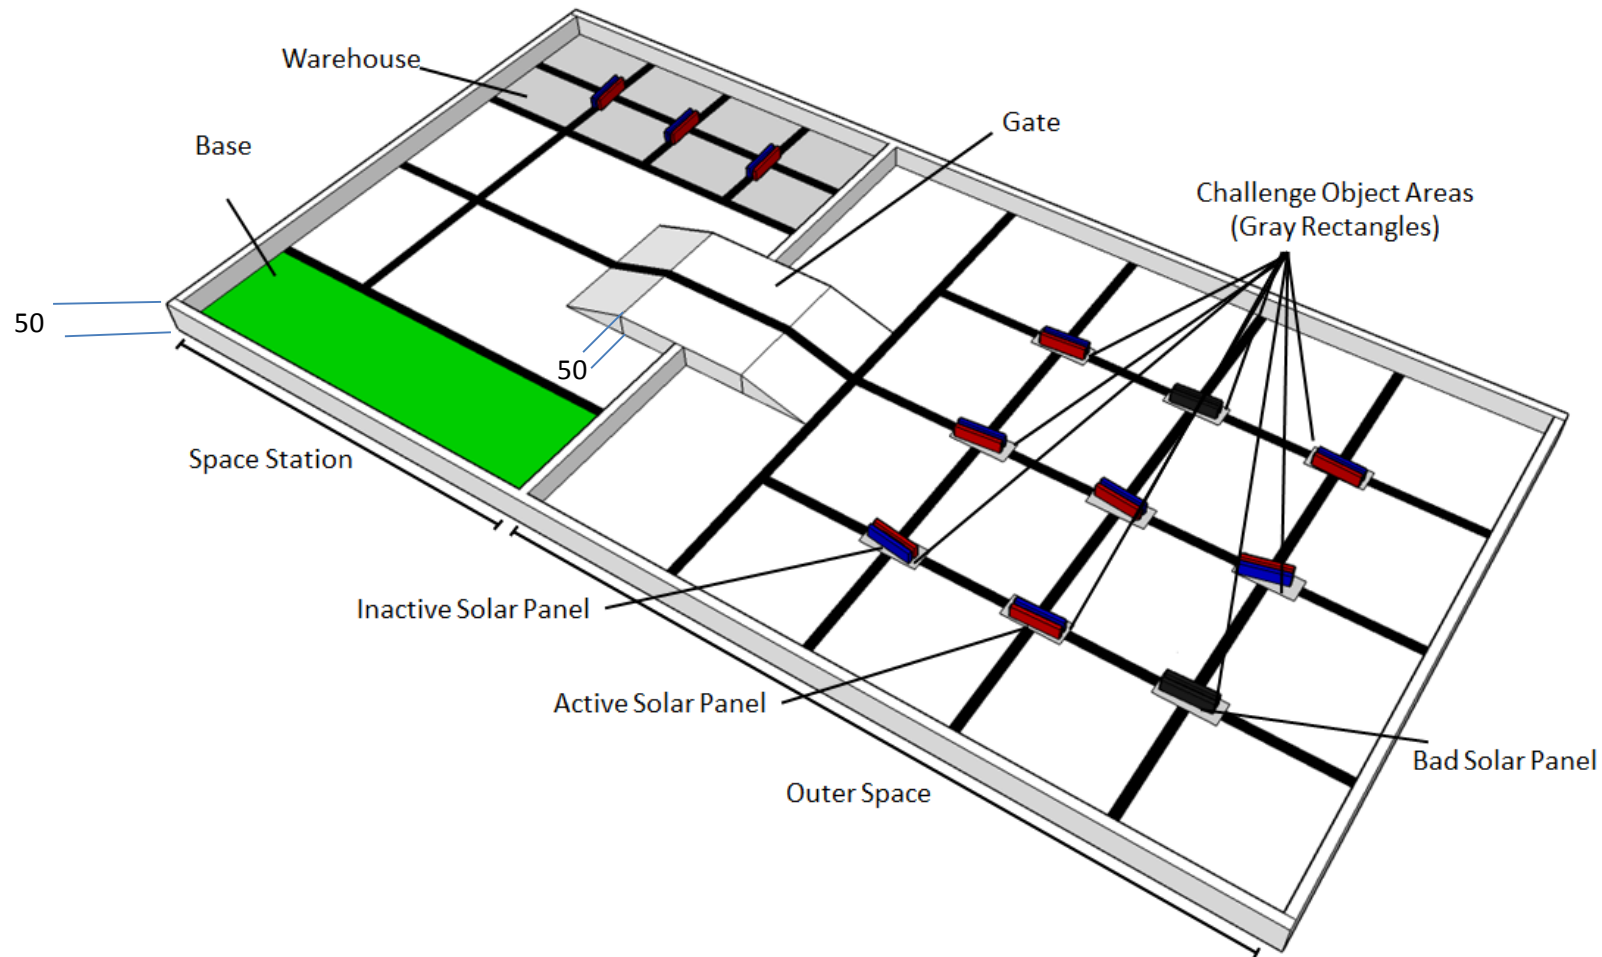 Warehouse
Gate
Base
Challenge Object Areas
(Gray Rectangles)
50
50
Space Station
Inactive Solar Panel
Active Solar Panel
Bad Solar Panel
Outer Space